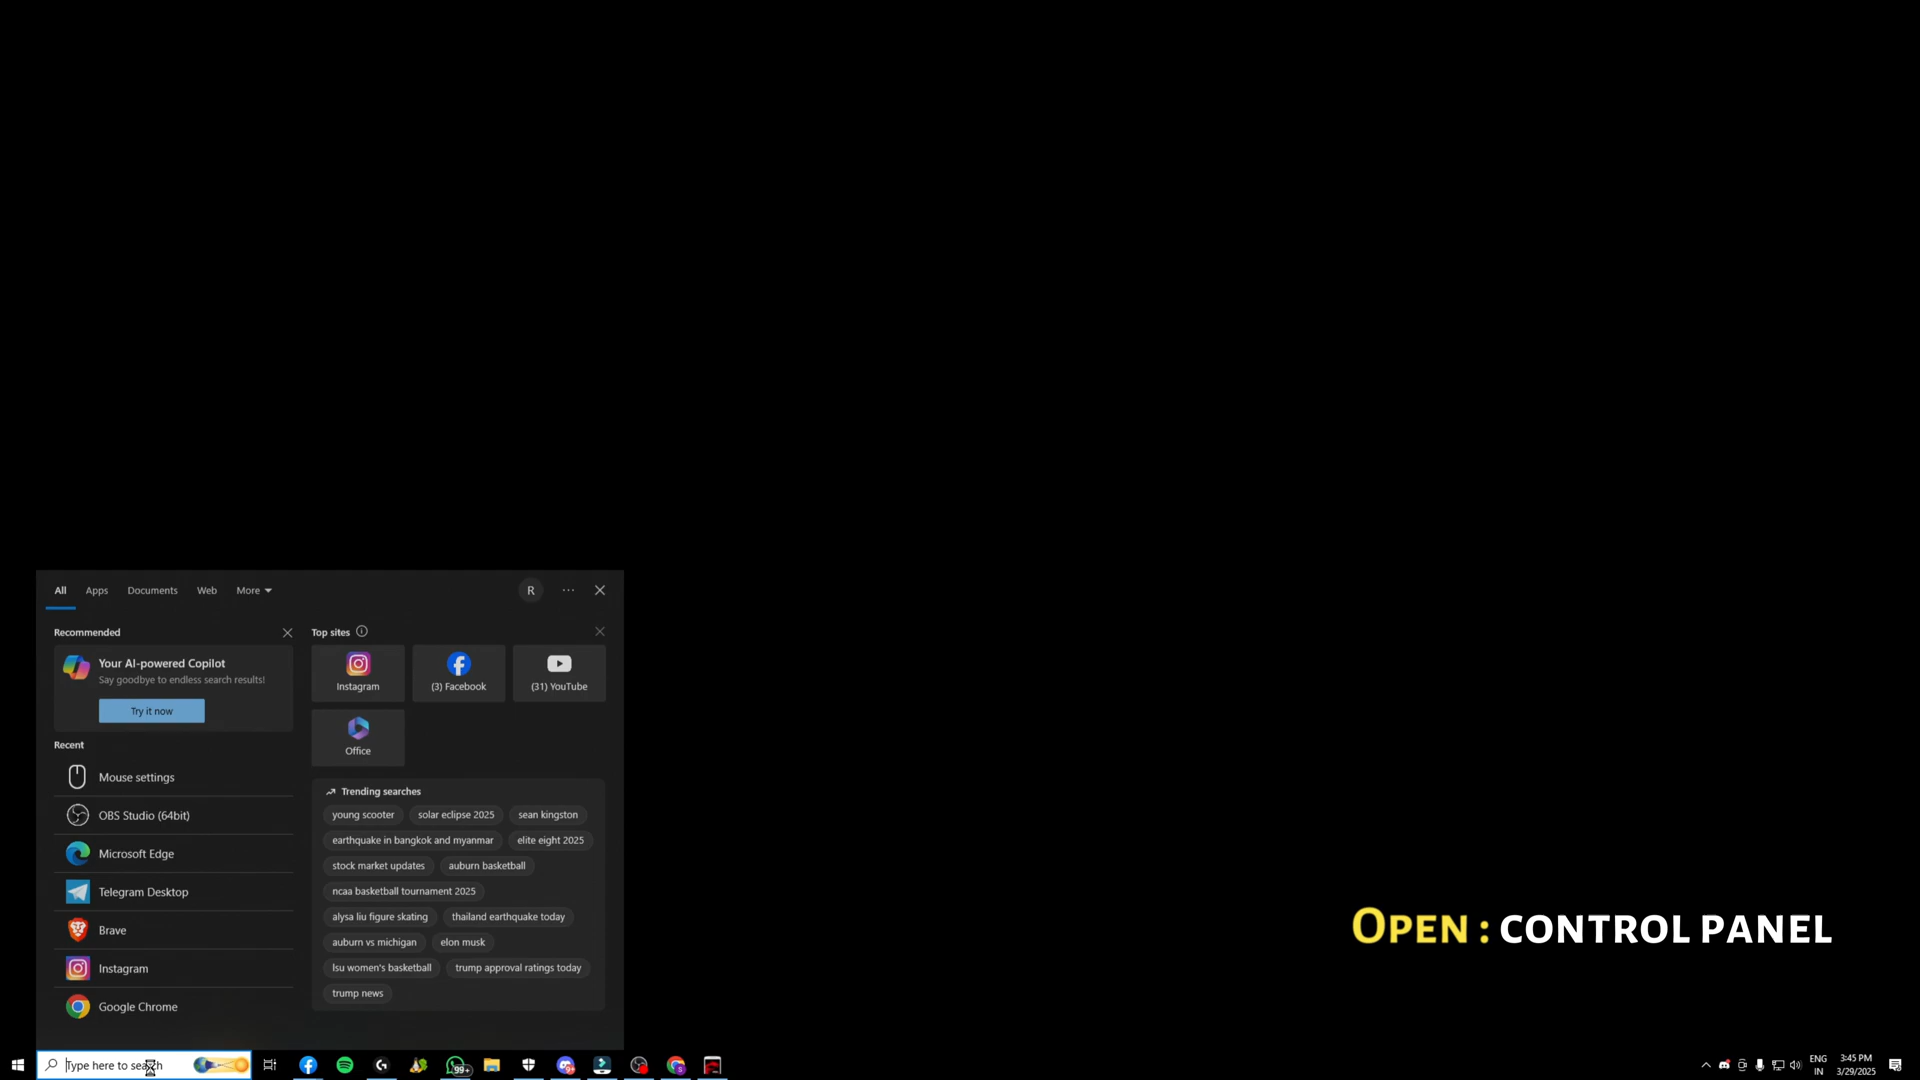 All Apps Documents Web More R ...
Recommended
Your AI-powered Copilot
Say goodbye to endless search results!
Try it now
Recent
Mouse settings
OBS Studio (64bit)
Microsoft Edge
Telegram Desktop
Brave
Instagram
Google Chrome
Top sites
Instagram
(3) Facebook
(31) YouTube
Office
Trending searches
young scooter solar eclipse 2025 sean kingston
earthquake in bangkok and myanmar elite eight 2025
stock market updates auburn basketball
ncaa basketball tournament 2025
alysa liu figure skating thailand earthquake today
auburn vs michigan elon musk
lsu women's basketball trump approval ratings today
trump news
OPEN : CONTROL PANEL
Type here to search
99+
ENG
IN
3:45 PM
3/29/2025